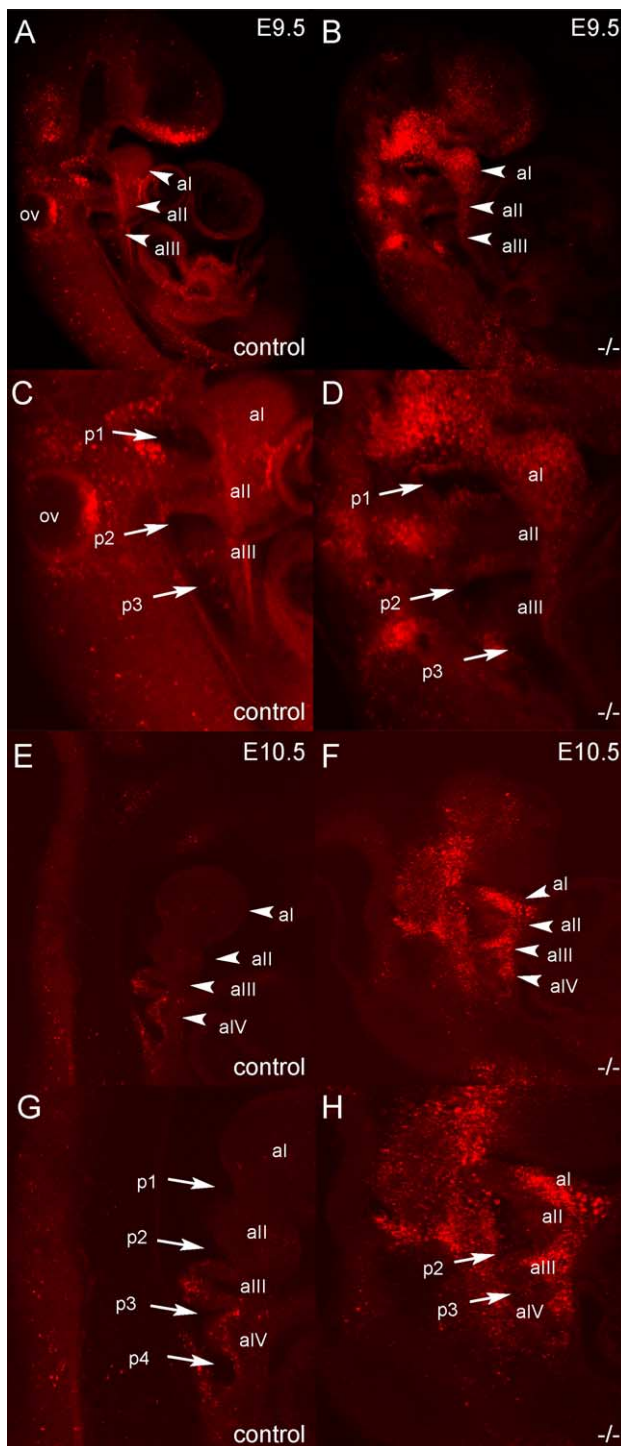 A E9.5
aI
ov aII
aIII
control
B E9.5
aI
aII
aIII
-/-
C
aI
p1
aII
ov
p2
aIII
p3
control
D
aI
p1
aII
p2
aIII
p3
-/-
E E10.5
aI
aII
aIII
aIV
control
F E10.5
aI
aII
aIII
aIV
-/-
G
aI
p1
aII
p2
aIII
p3
aIV
p4
control
H
aI
aII
p2
aIII
p3
aIV
-/-